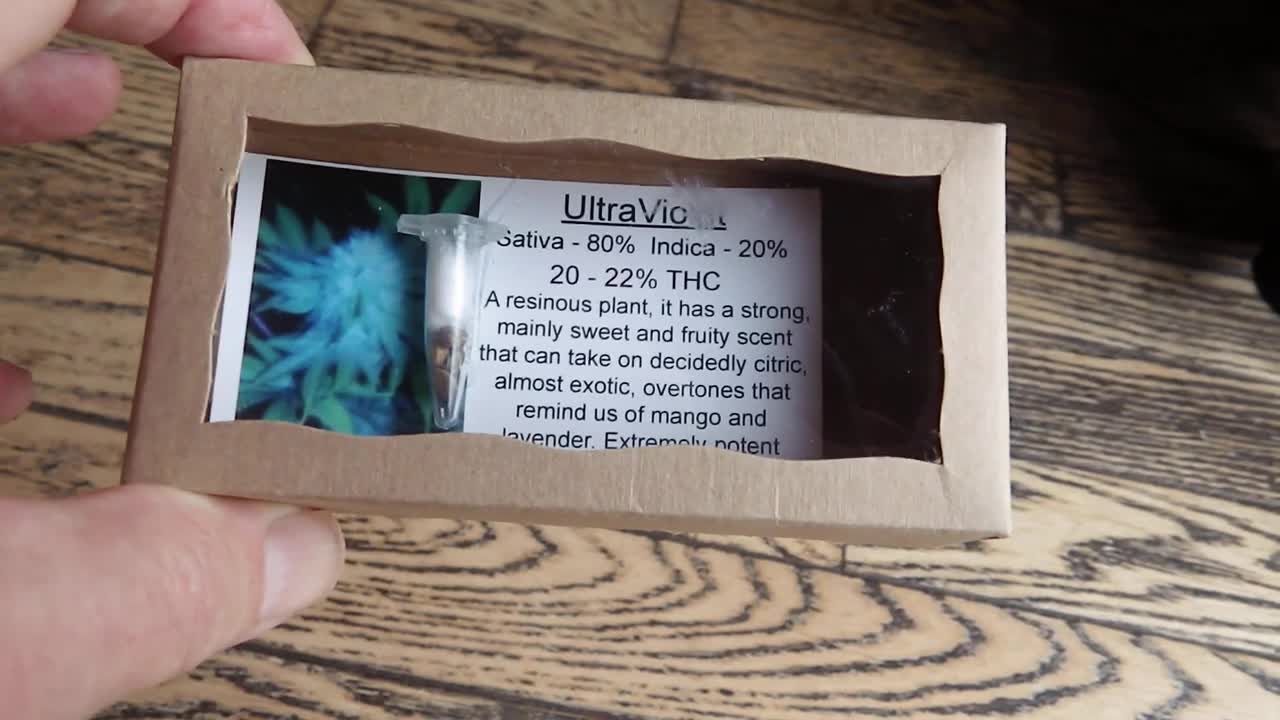 UltraViolet
Sativa - 80% Indica - 20%
20 - 22% THC
A resinous plant, it has a strong,
mainly sweet and fruity scent
that can take on decidedly citric,
almost exotic, overtones that
remind us of mango and
lavender. Extremely potent